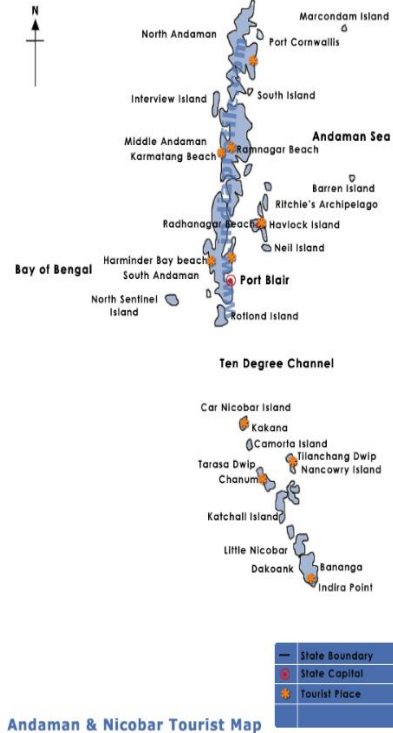 N
Marcondam Island
North Andaman
Port Cornwallis
Interview Island
South Island
Middle Andaman
Andaman Sea
Karmatang Beach
Ramnagar Beach
Barren Island
Ritchie's Archipelago
Radhanagar Beach
Havlock Island
Neil Island
Bay of Bengal
Harminder Bay beach
South Andaman
Port Blair
North Sentinel
Island
Rotlond Island
Ten Degree Channel
Car Nicobar Island
Kakana
Camorta Island
Tilanchang Dwip
Tarasa Dwip
Nancowry Island
Chanum
Katchall Island
Little Nicobar
Dakoank
Bananga
Indira Point
State Boundary
State Capital
Tourist Place
Andaman & Nicobar Tourist Map